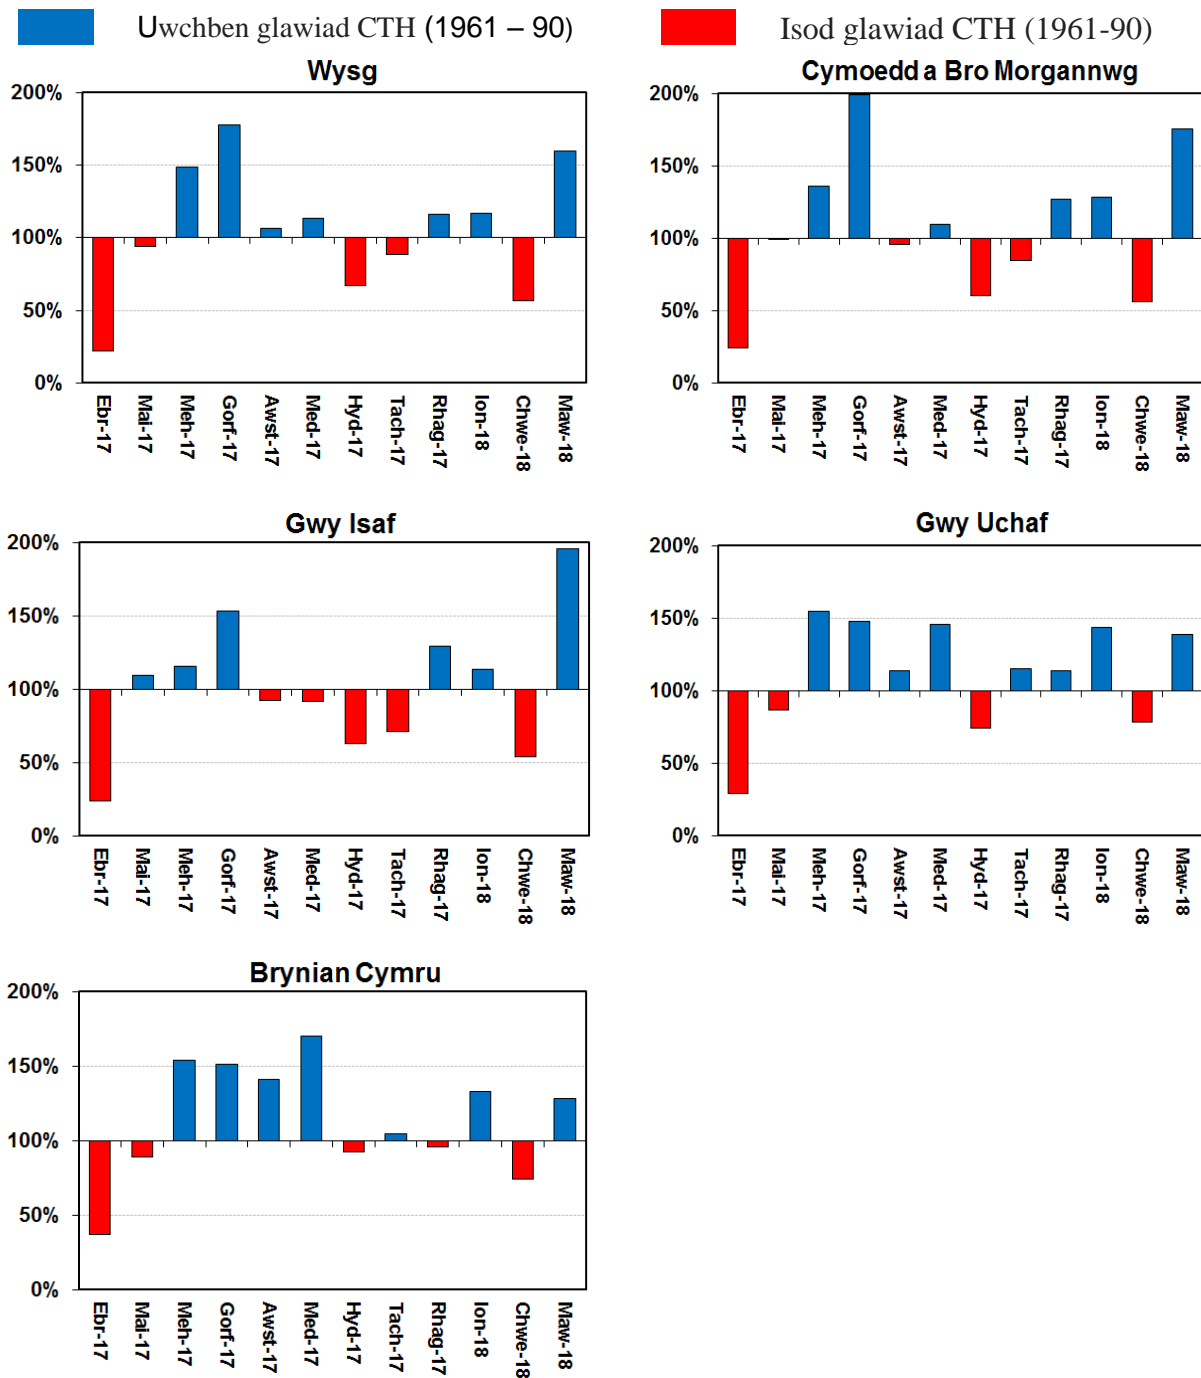 Uwchben glawiad CTH (1961 – 90)
Isod glawiad CTH (1961-90)
Wysg
200%
150%
100%
50%
0%
Ebr-17
Mai-17
Meh-17
Gorf-17
Awst-17
Med-17
Hyd-17
Tach-17
Rhag-17
Ion-18
Chwe-18
Maw-18
Cymoedd a Bro Morgannwg
200%
150%
100%
50%
0%
Ebr-17
Mai-17
Meh-17
Gorf-17
Awst-17
Med-17
Hyd-17
Tach-17
Rhag-17
Ion-18
Chwe-18
Maw-18
Gwy Isaf
200%
150%
100%
50%
0%
Ebr-17
Mai-17
Meh-17
Gorf-17
Awst-17
Med-17
Hyd-17
Tach-17
Rhag-17
Ion-18
Chwe-18
Maw-18
Gwy Uchaf
200%
150%
100%
50%
0%
Ebr-17
Mai-17
Meh-17
Gorf-17
Awst-17
Med-17
Hyd-17
Tach-17
Rhag-17
Ion-18
Chwe-18
Maw-18
Brynian Cymru
200%
150%
100%
50%
0%
Ebr-17
Mai-17
Meh-17
Gorf-17
Awst-17
Med-17
Hyd-17
Tach-17
Rhag-17
Ion-18
Chwe-18
Maw-18